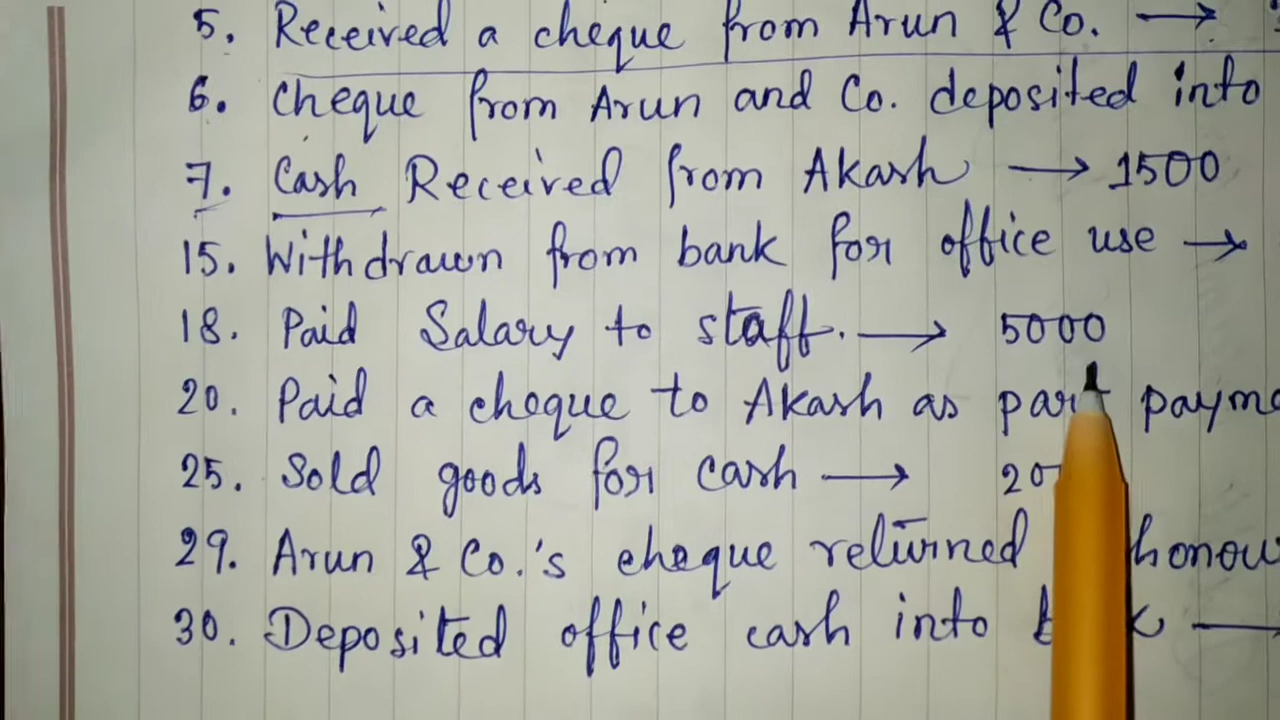 5. Received a cheque from Arun & Co. →
6. Cheque from Arun and Co. deposited into
7. Cash Received from Akash → 1500
15. Withdrawn from bank for office use →
18. Paid Salary to staff. → 5000
20. Paid a cheque to Akash as part
25. Sold goods for cash →
29. Arun & Co.'s cheque returned
30. Deposited office cash into